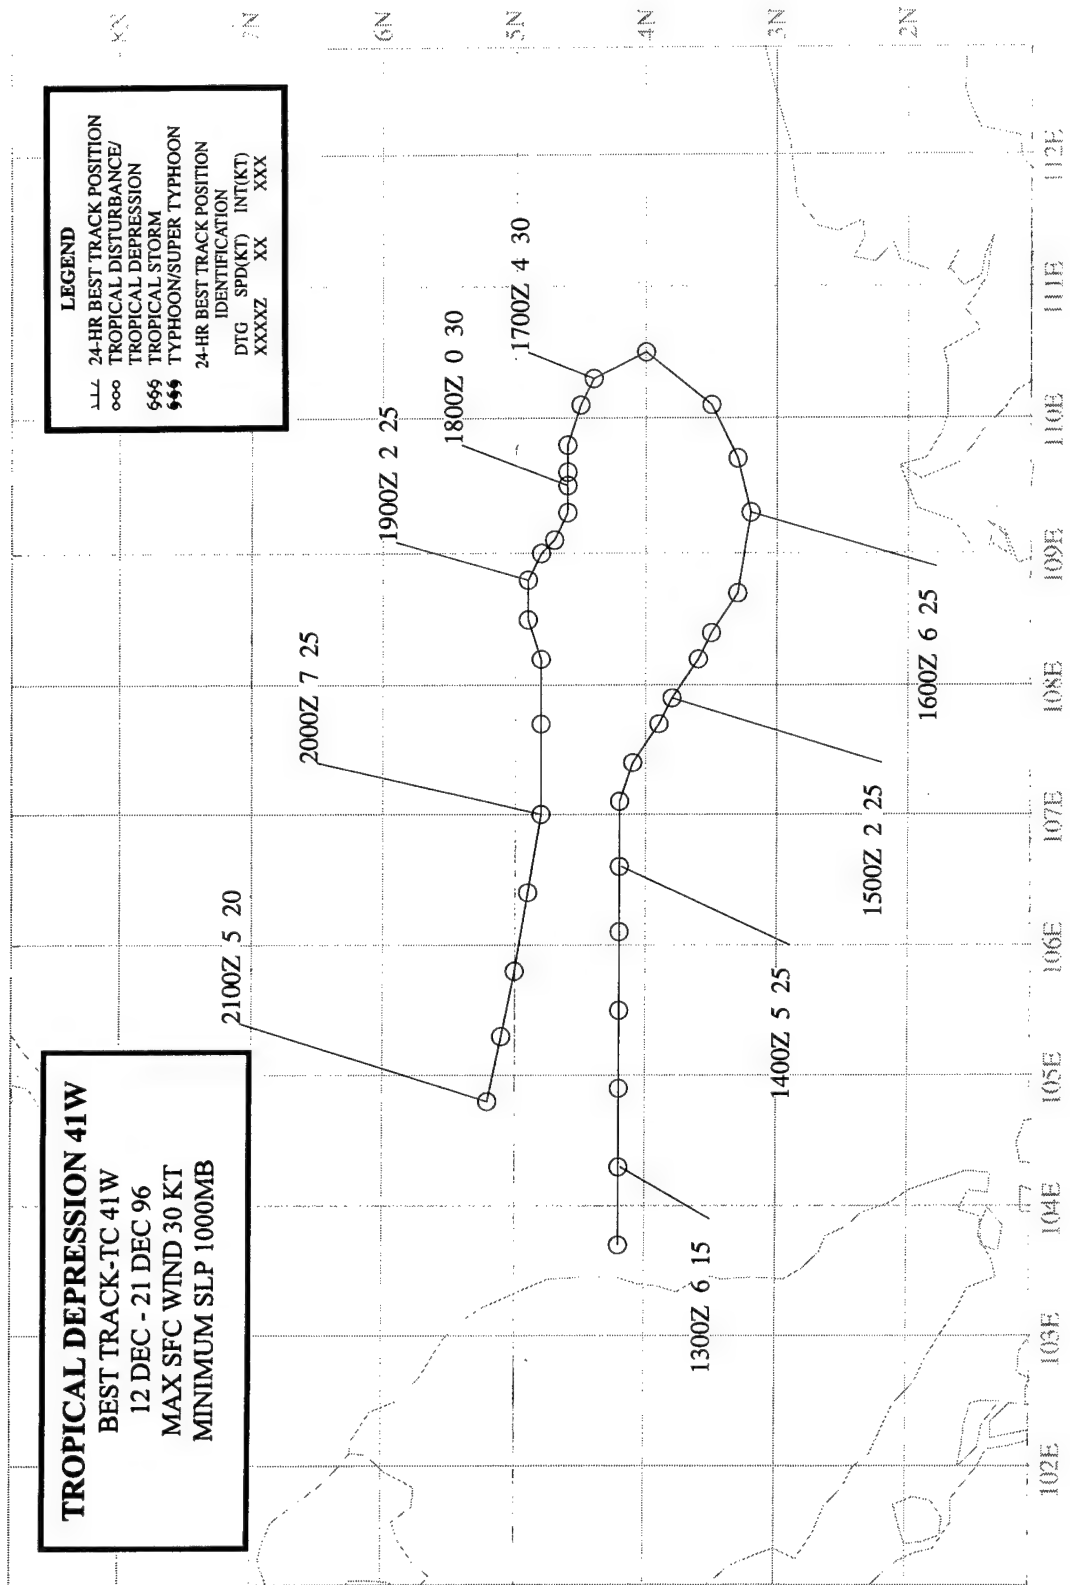 TROPICAL DEPRESSION 41W
BEST TRACK-TC 41W
12 DEC - 21 DEC 96
MAX SFC WIND 30 KT
MINIMUM SLP 1000MB
LEGEND
24-HR BEST TRACK POSITION
TROPICAL DISTURBANCE/
TROPICAL DEPRESSION
TROPICAL STORM
TYPHOON/SUPER TYPHOON
24-HR BEST TRACK POSITION
IDENTIFICATION
DTG SPD(KT) INT(KT)
XXXXZ XX XXX
2100Z 5 20
2000Z 7 25
1900Z 2 25
1800Z 0 30
1700Z 4 30
1300Z 6 15
1400Z 5 25
1500Z 2 25
1600Z 6 25
8N
7N
6N
5N
4N
3N
2N
102E
103E
104E
105E
106E
107E
108E
109E
110E
111E
112E